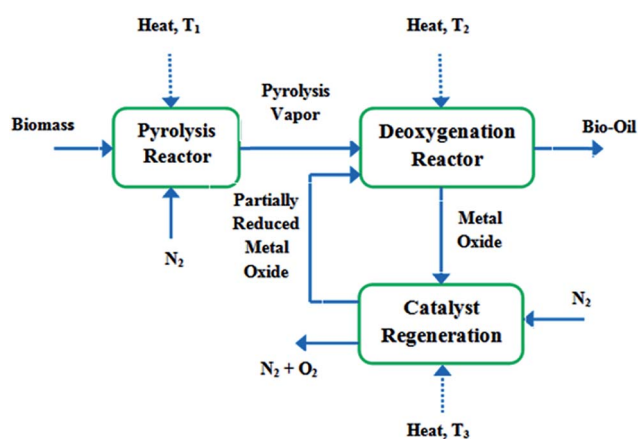 Heat, T₁
Heat, T₂
Biomass
Pyrolysis
Reactor
Pyrolysis
Vapor
Deoxygenation
Reactor
Bio-Oil
N₂
Partially
Reduced
Metal
Oxide
Metal
Oxide
Catalyst
Regeneration
N₂
N₂ + O₂
Heat, T₃